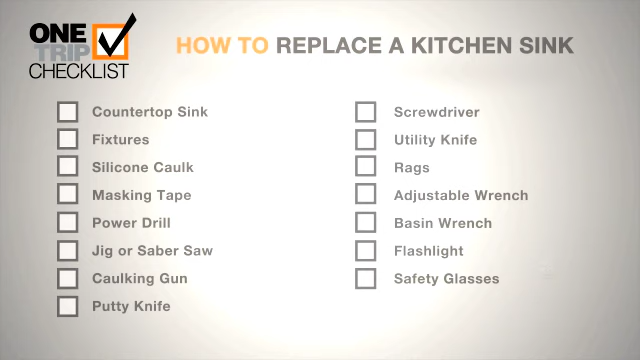 ONE
TRIP
CHECKLIST
HOW TO REPLACE A KITCHEN SINK
Countertop Sink
Fixtures
Silicone Caulk
Masking Tape
Power Drill
Jig or Saber Saw
Caulking Gun
Putty Knife
Screwdriver
Utility Knife
Rags
Adjustable Wrench
Basin Wrench
Flashlight
Safety Glasses